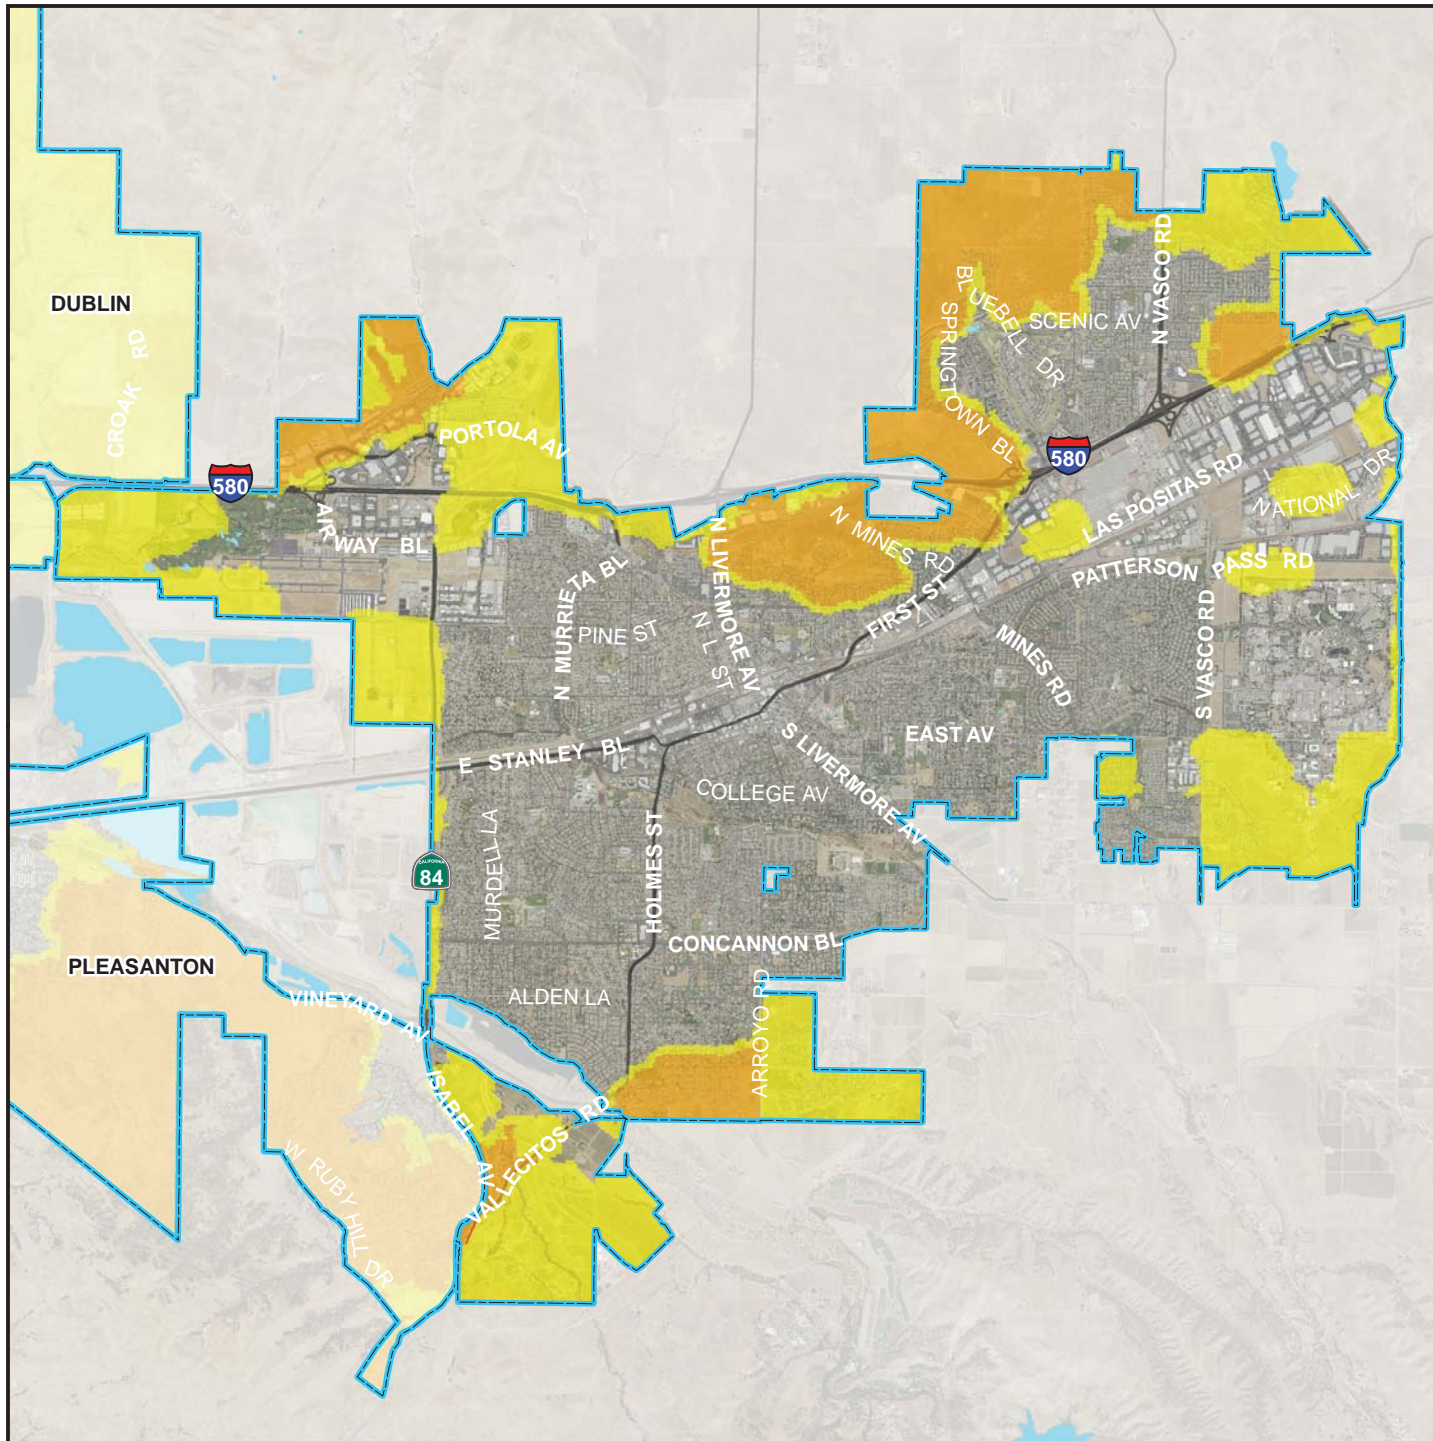 DUBLIN
CROAK RD
580
PORTOLA AV
AIRWAY BL
BLUEBELL DR
SPRINGTOWN BL
SCENIC AV
N VASCO RD
580
LAS POSITAS RD
NATIONAL DR
N MINES RD
N LIVERMORE AV
N MURRIETA BL
PINE ST
N L ST
FIRST ST
PATTERSON PASS RD
MINES RD
S VASCO RD
EAST AV
S LIVERMORE AV
E STANLEY BL
COLLEGE AV
MURDELL LA
HOLMES ST
CALIFORNIA
84
CONCANNON BL
PLEASANTON
VINEYARD AV
ALDEN LA
ARROYO RD
ISABEL AV
VALLECITOS RD
W RUBY HILL DR